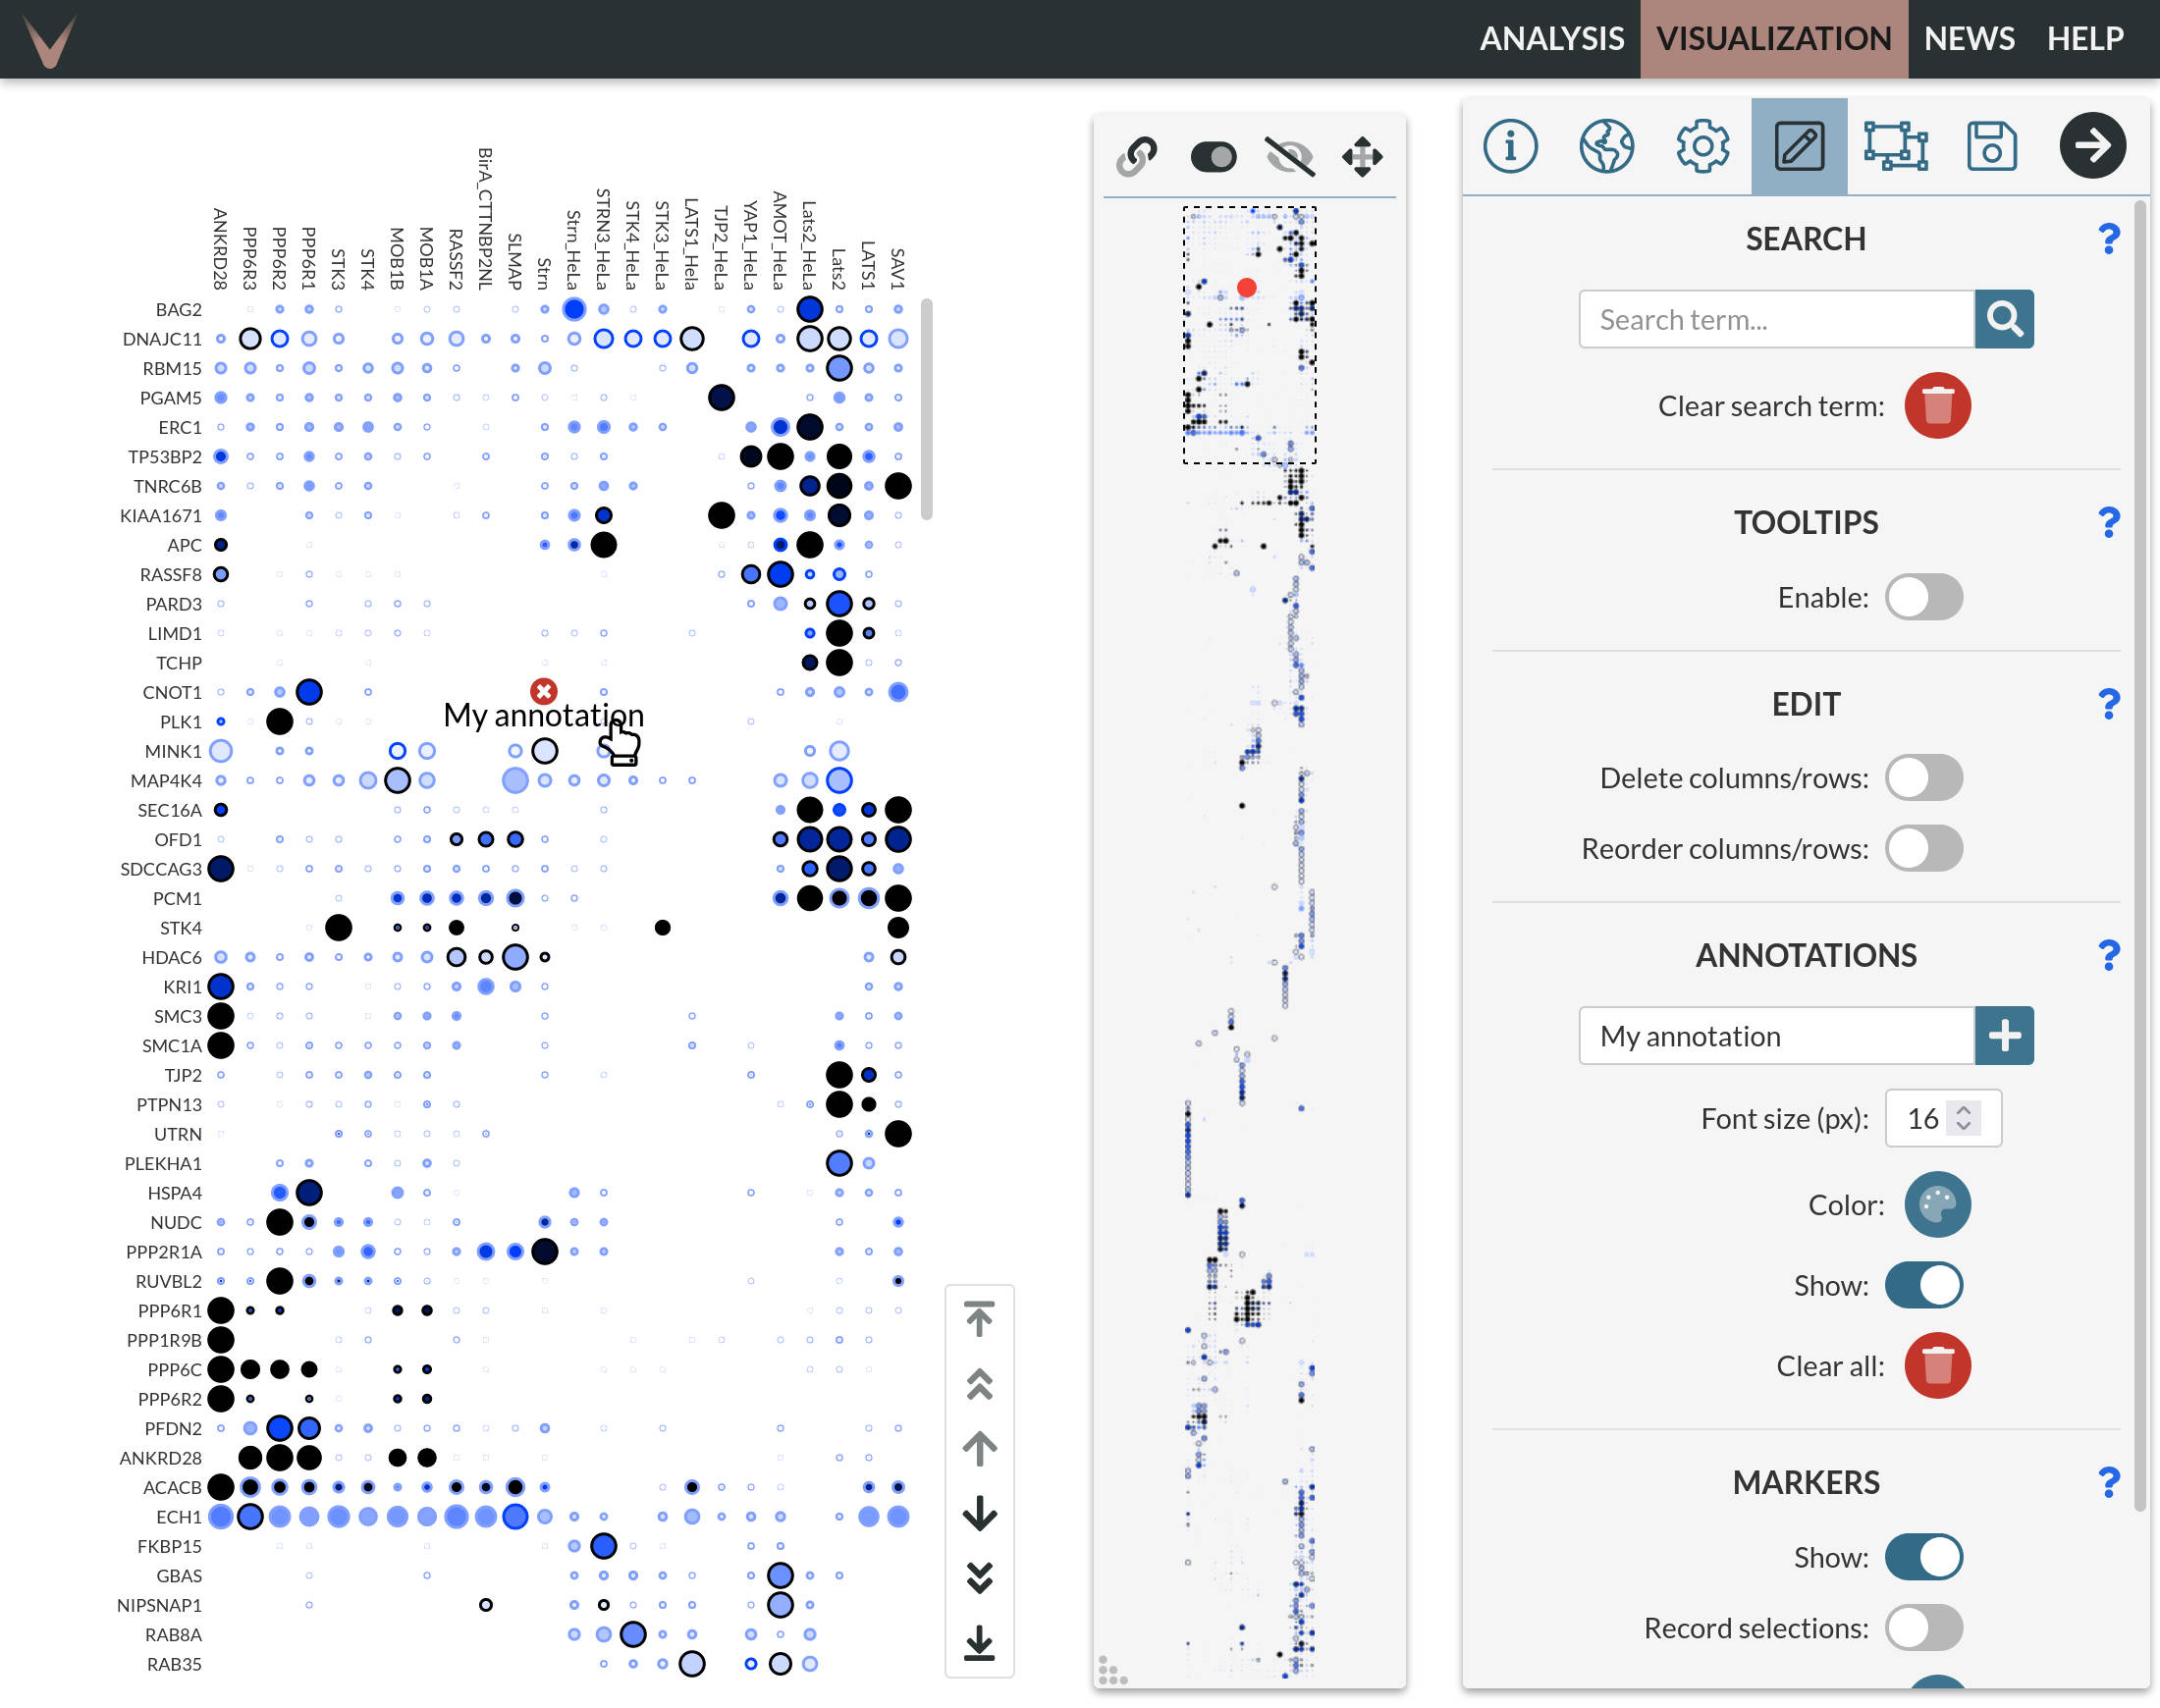 ANALYSIS VISUALIZATION NEWS HELP
ANKRD28
PPP6R3
PPP6R2
PPP6R1
STK3
STK4
MOB1B
MOB1A
RASSF2
BirA_CTTNBP2NL
SLMAP
Strn
Strn_HeLa
STRN3_HeLa
STK4_HeLa
STK3_HeLa
LATS1_Hela
TJP2_HeLa
YAP1_HeLa
AMOT_HeLa
Lats2_HeLa
Lats2
LATS1
SAV1
BAG2
DNAJC11
RBM15
PGAM5
ERC1
TP53BP2
TNRC6B
KIAA1671
APC
RASSF8
PARD3
LIMD1
TCHP
CNOT1
My annotation
PLK1
MINK1
MAP4K4
SEC16A
OFD1
SDCCAG3
PCM1
STK4
HDAC6
KRI1
SMC3
SMC1A
TJP2
PTPN13
UTRN
PLEKHA1
HSPA4
NUDC
PPP2R1A
RUVBL2
PPP6R1
PPP1R9B
PPP6C
PPP6R2
PFDN2
ANKRD28
ACACB
ECH1
FKBP15
GBAS
NIPSNAP1
RAB8A
RAB35
SEARCH ?
Search term...
Clear search term:
TOOLTIPS ?
Enable:
EDIT ?
Delete columns/rows:
Reorder columns/rows:
ANNOTATIONS ?
My annotation
Font size (px): 16
Color:
Show:
Clear all:
MARKERS ?
Show:
Record selections: